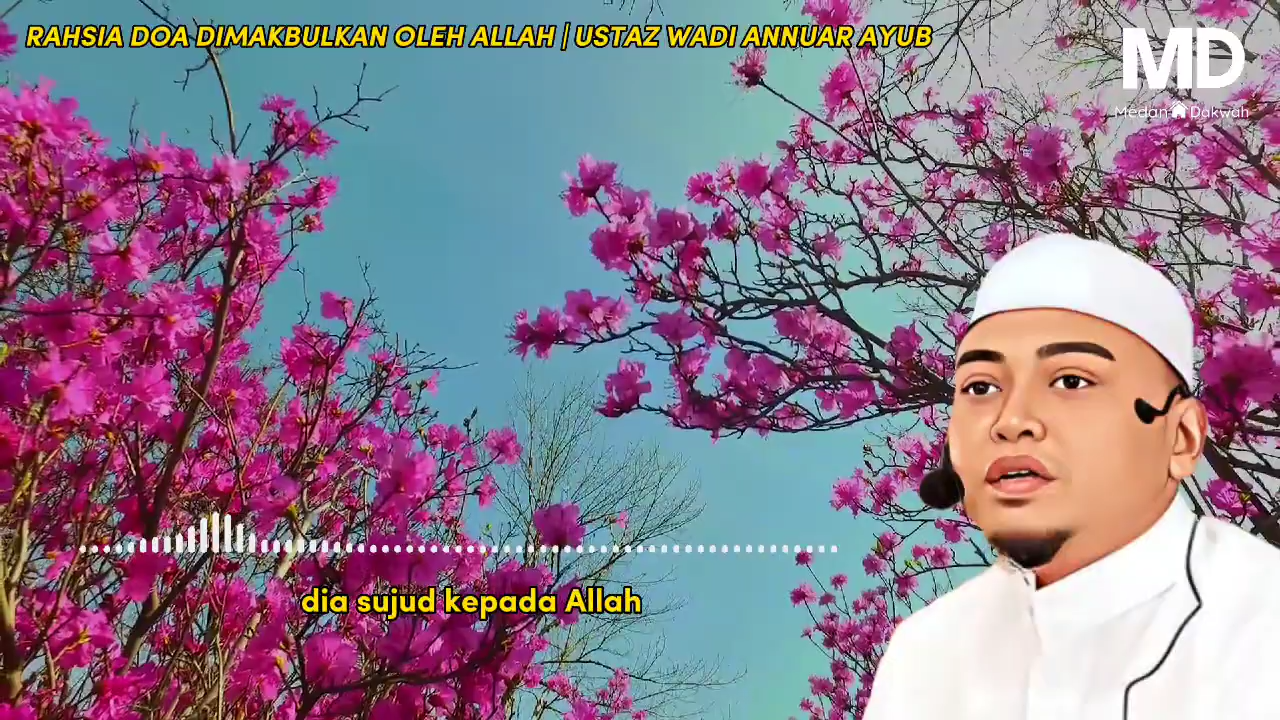 RAHSIA DOA DIMAKBULKAN OLEH ALLAH | USTAZ WADI ANNUAR AYUB
MD
Medan Dakwah
dia sujud kepada Allah